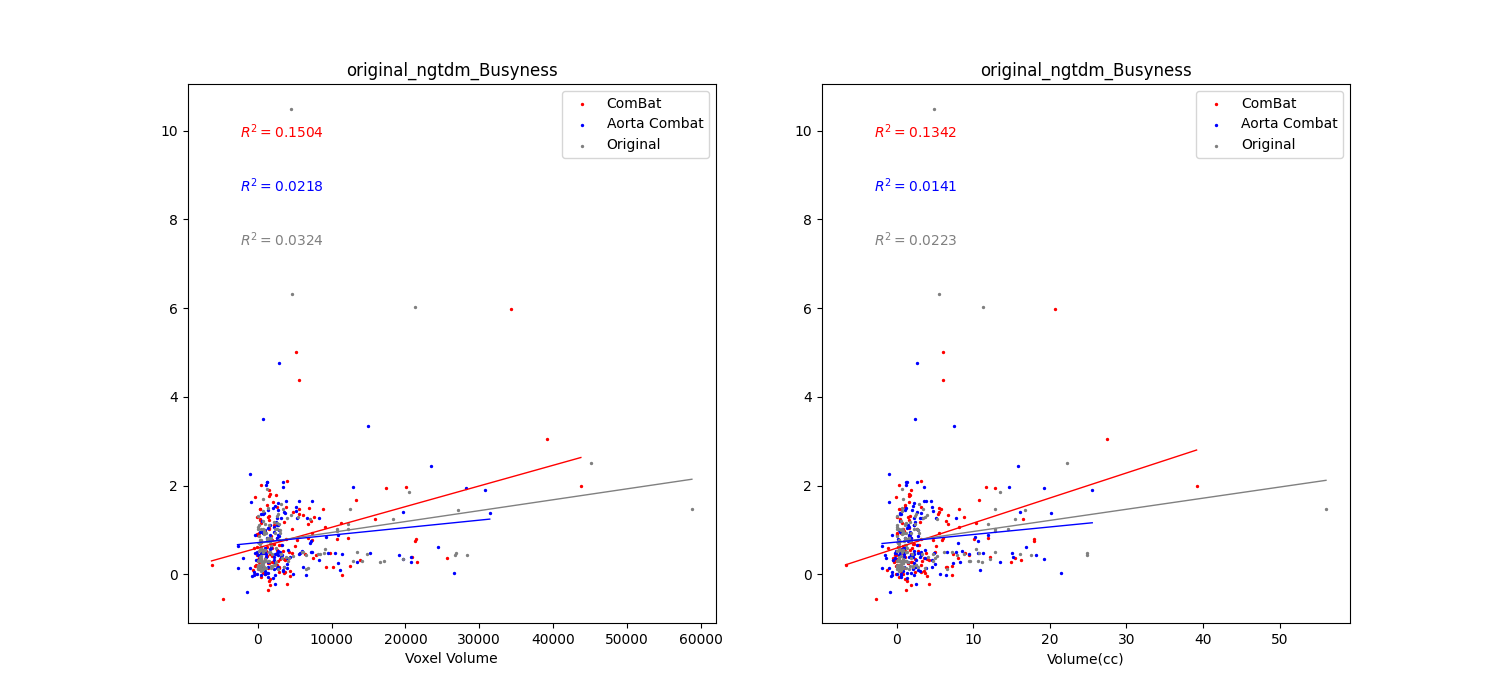 original_ngtdm_Busyness
ComBat
Aorta Combat
Original
R² = 0.1504
R² = 0.0218
R² = 0.0324
10
8
6
4
2
0
0 10000 20000 30000 40000 50000 60000
Voxel Volume
original_ngtdm_Busyness
ComBat
Aorta Combat
Original
R² = 0.1342
R² = 0.0141
R² = 0.0223
10
8
6
4
2
0
0 10 20 30 40 50
Volume(cc)